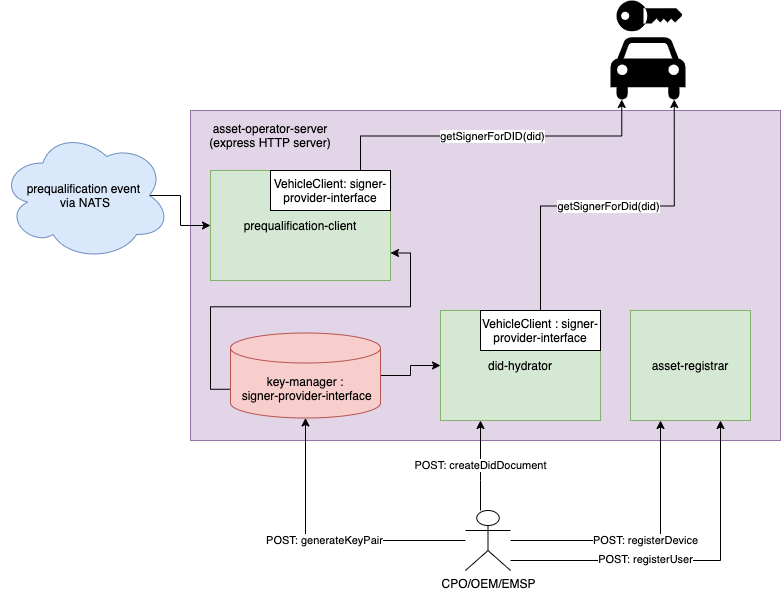 asset-operator-server
(express HTTP server)
getSignerForDID(did)
VehicleClient: signer-
provider-interface
prequalification event
via NATS
prequalification-client
getSignerForDid(did)
VehicleClient : signer-
provider-interface
did-hydrator
asset-registrar
key-manager :
signer-provider-interface
POST: createDidDocument
POST: generateKeyPair
POST: registerDevice
POST: registerUser
CPO/OEM/EMSP